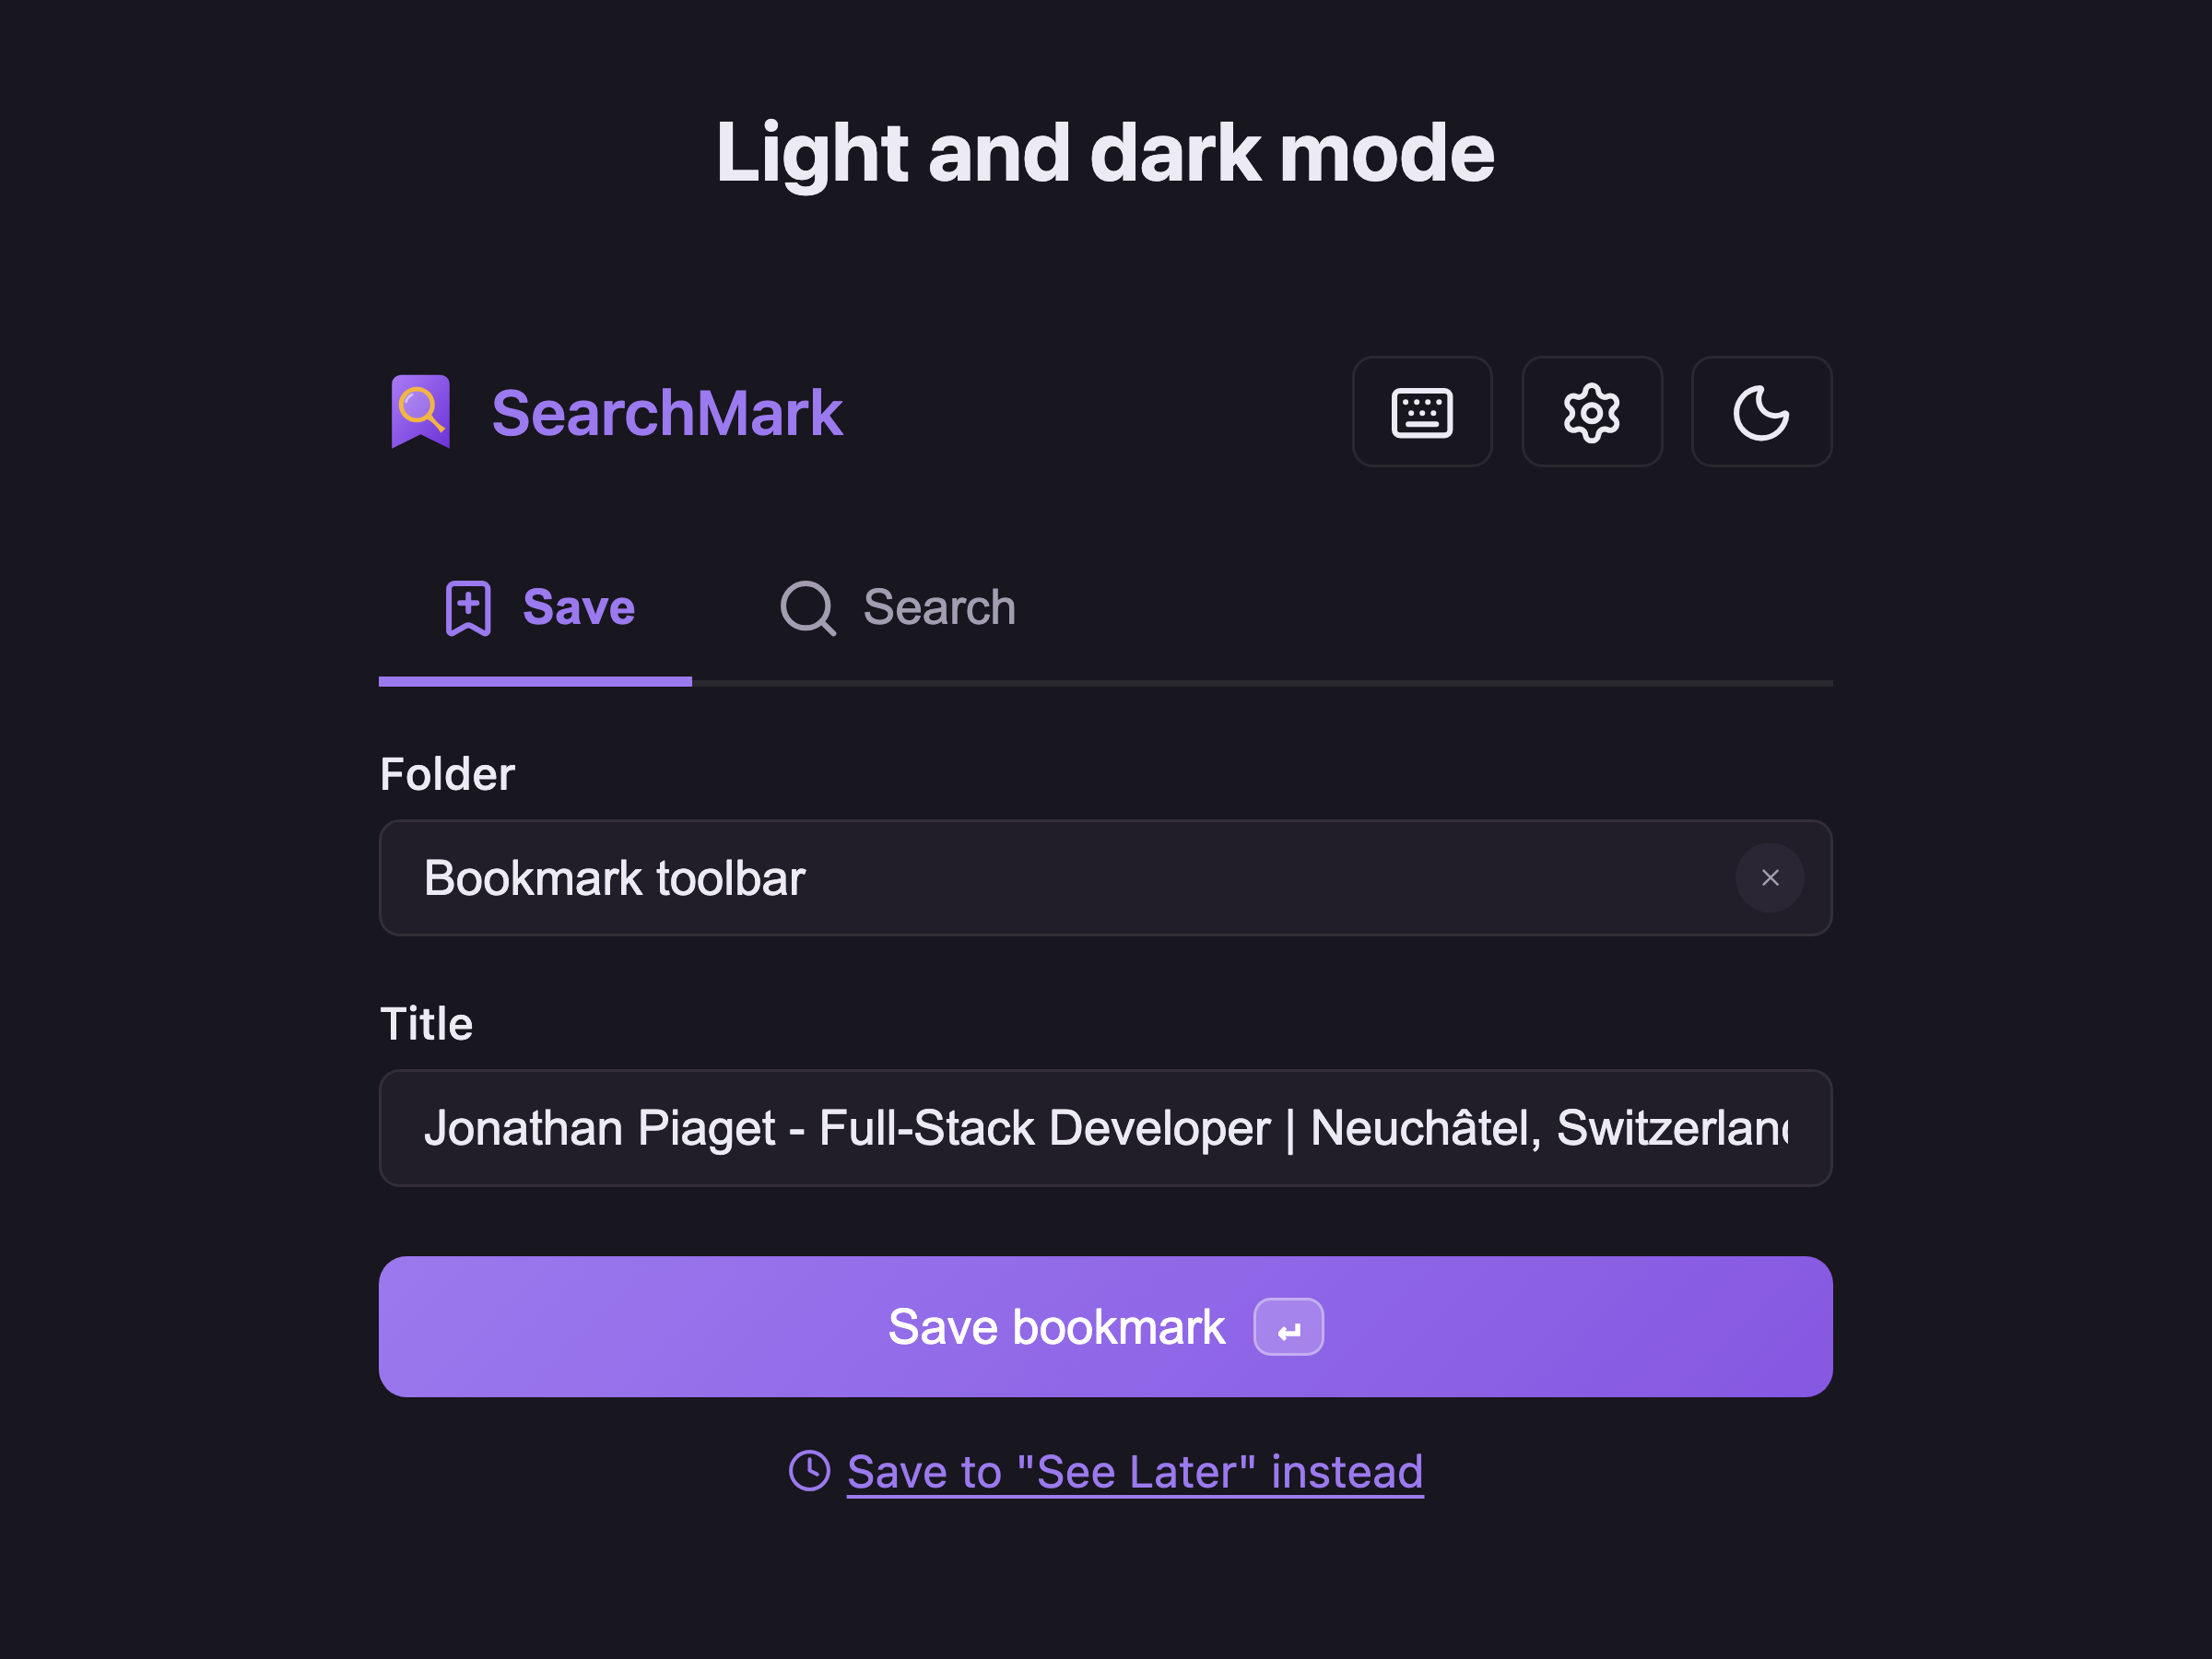 Light and dark mode
SearchMark
Save Search
Folder
Bookmark toolbar
Title
Jonathan Piaget - Full-Stack Developer | Neuchâtel, Switzerland
Save bookmark ↵
Save to "See Later" instead